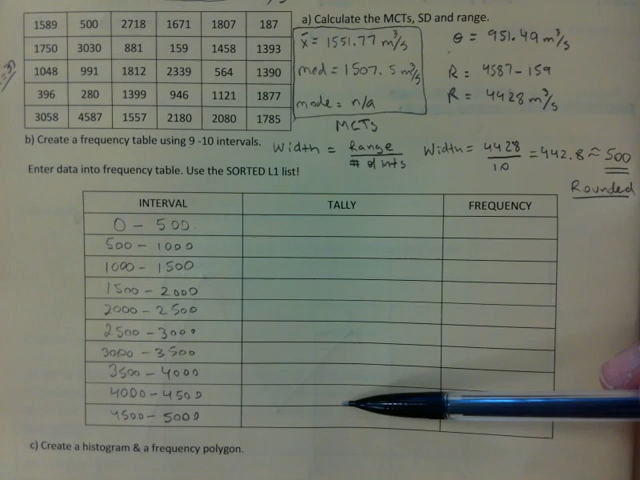 1589 500 2718 1671 1807 187
1750 3030 881 159 1458 1393
1048 991 1812 2339 564 1390
396 280 1399 946 1121 1877
3058 4587 1557 2180 2080 1785
a) Calculate the MCTs, SD and range.
x̄ = 1551.77 m³/s
med = 1507.5 m³/s
mode = n/a
MCTs
σ = 951.49 m³/s
R = 4587 - 159
R = 4428 m³/s
b) Create a frequency table using 9 -10 intervals.
Width = Range / # of ints
Width = 4428 / 10 = 442.8 ≈ 500
Rounded
Enter data into frequency table. Use the SORTED L1 list!
INTERVAL TALLY FREQUENCY
0 - 500
500 - 1000
1000 - 1500
1500 - 2000
2000 - 2500
2500 - 3000
3000 - 3500
3500 - 4000
4000 - 4500
4500 - 5000
c) Create a histogram & a frequency polygon.